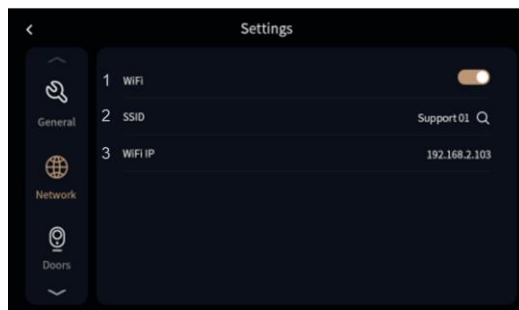 Settings
General
Network
Doors
1 WiFi
2 SSID Support 01
3 WiFi IP 192.168.2.103